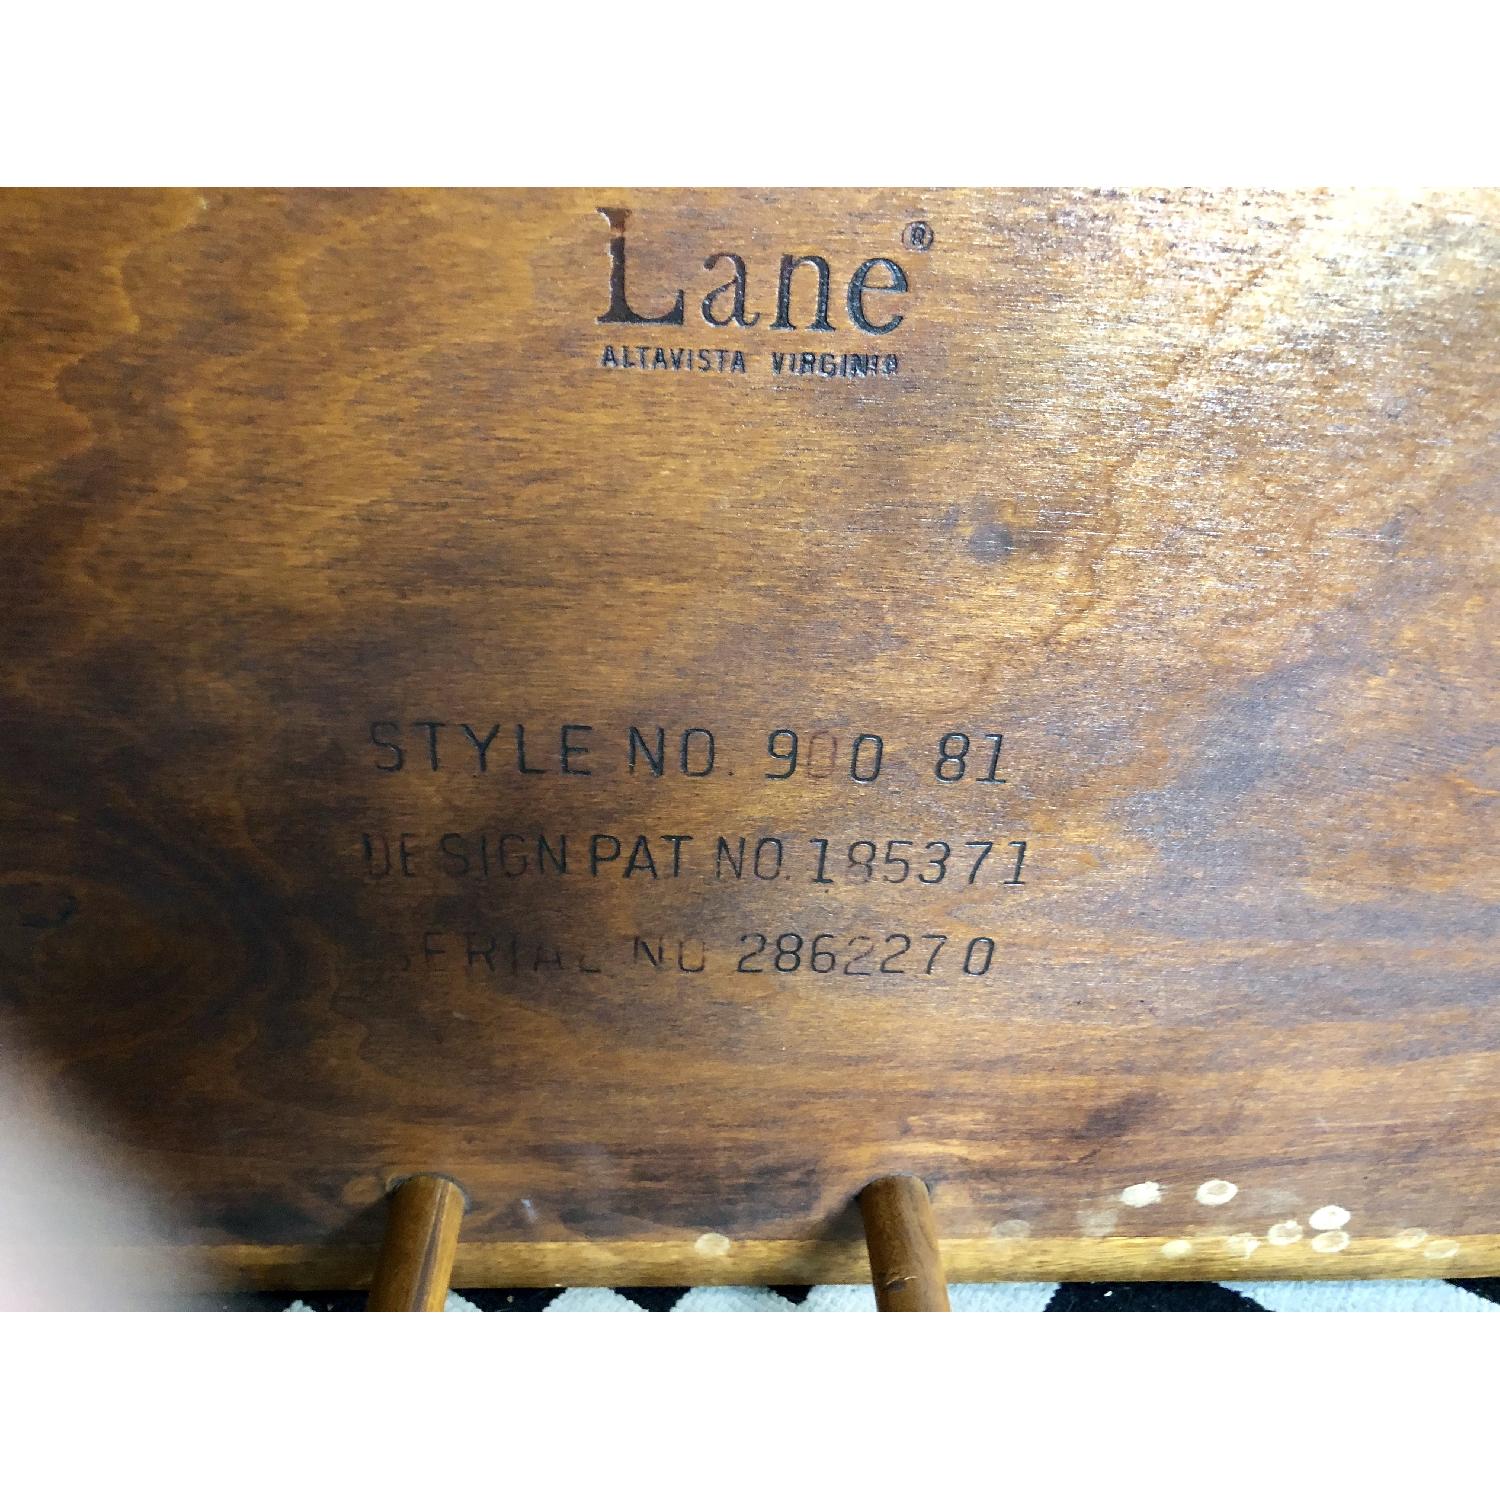 Lane®
ALTAVISTA VIRGINIA
STYLE NO. 900 81
DESIGN PAT NO. 185371
SERIAL NO 2862270